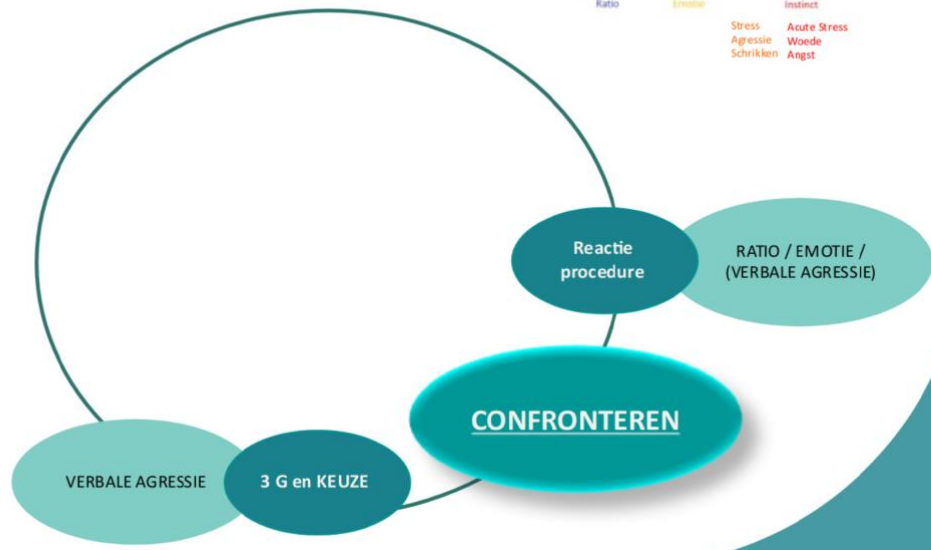 Ratio Emotie Instinct
Stress Acute Stress
Agressie Woede
Schrikken Angst
Reactie
procedure
RATIO / EMOTIE /
(VERBALE AGRESSIE)
CONFRONTEREN
VERBALE AGRESSIE
3 G en KEUZE